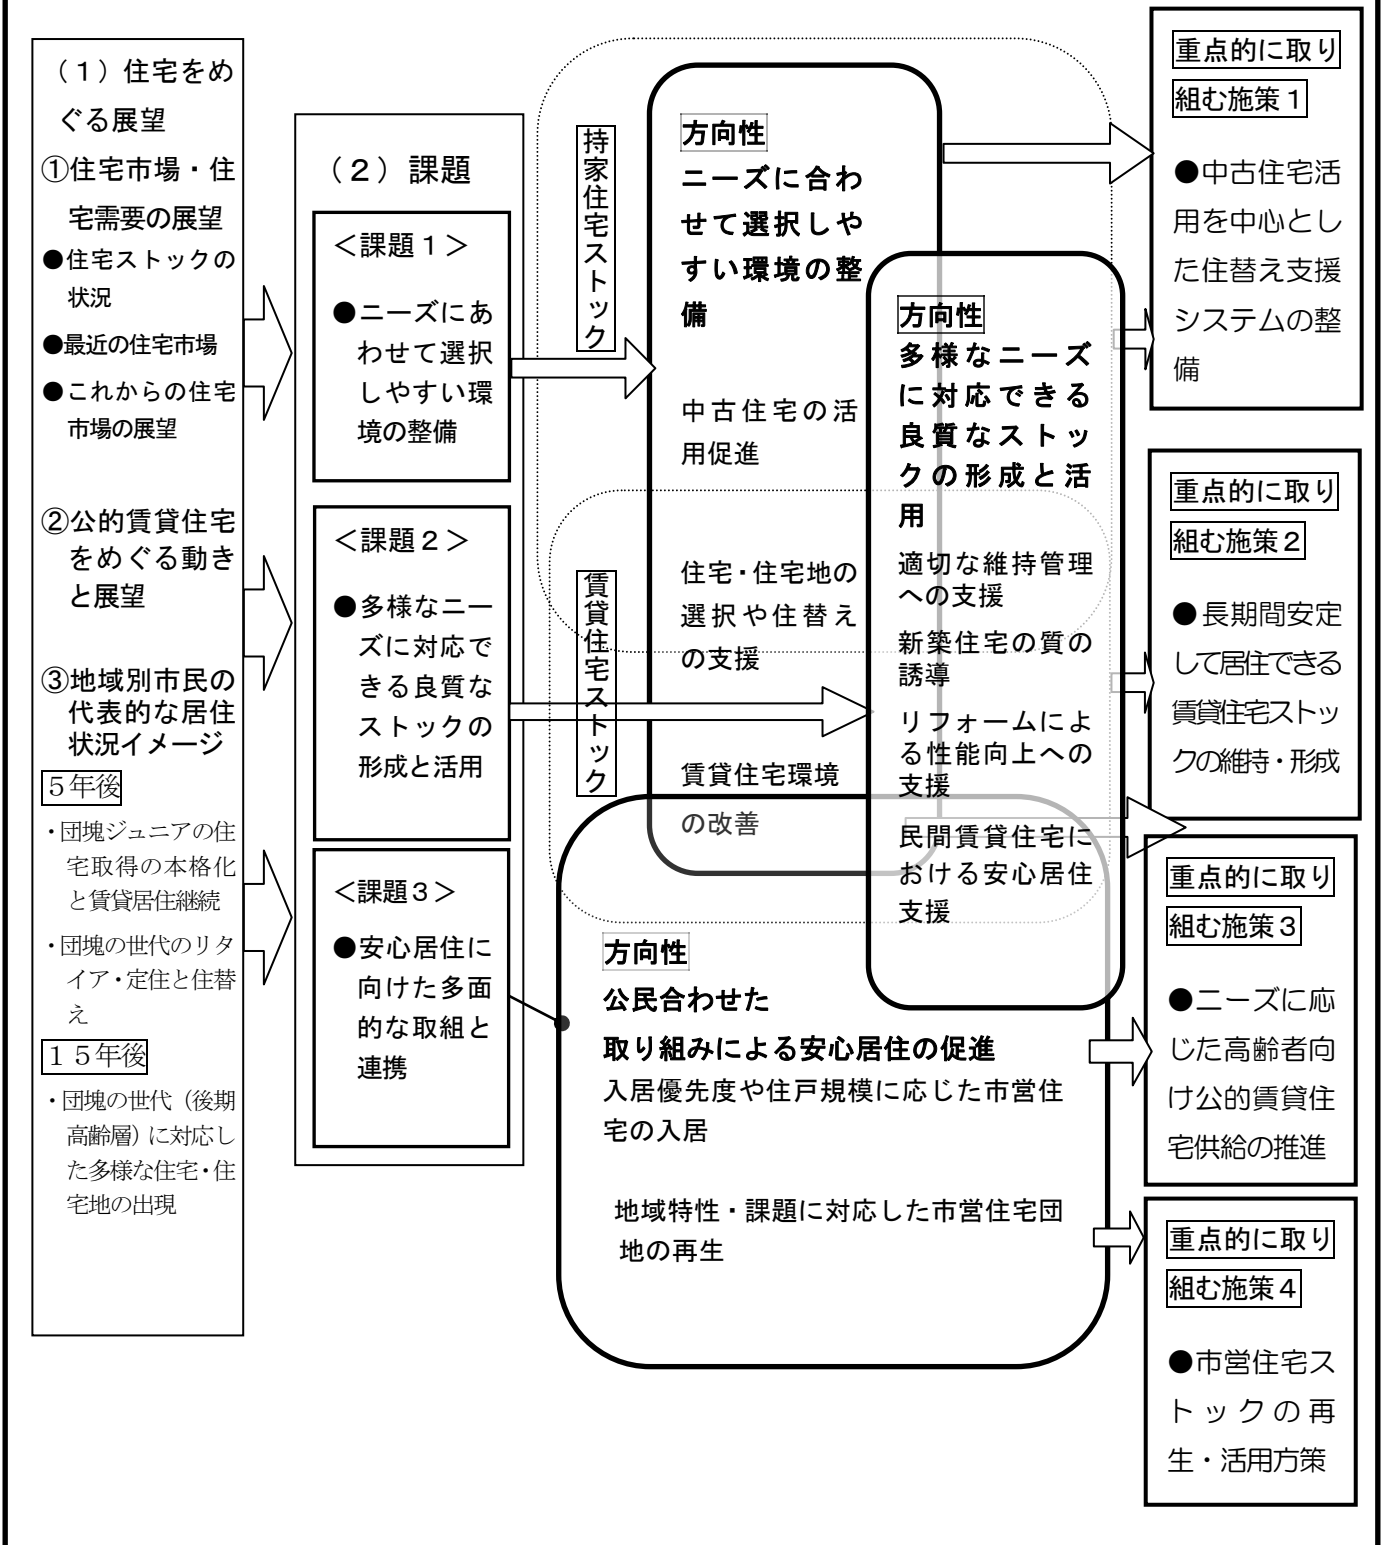 （１）住宅をめ
ぐる展望
①住宅市場・住
宅需要の展望
●住宅ストックの
状況
●最近の住宅市場
●これからの住宅
市場の展望
②公的賃貸住宅
をめぐる動き
と展望
③地域別市民の
代表的な居住
状況イメージ
５年後
・団塊ジュニアの住
宅取得の本格化
と賃貸居住継続
・団塊の世代のリタ
イア・定住と住替
え
１５年後
・団塊の世代（後期
高齢層）に対応し
た多様な住宅・住
宅地の出現
（２）課題
＜課題１＞
●ニーズにあ
わせて選択
しやすい環
境の整備
＜課題２＞
●多様なニー
ズに対応で
きる良質な
ストックの
形成と活用
＜課題３＞
●安心居住に
向けた多面
的な取組と
連携
持家住宅ストック
賃貸住宅ストック
方向性
ニーズに合わ
せて選択しや
すい環境の整
備
中古住宅の活
用促進
住宅・住宅地の
選択や住替え
の支援
賃貸住宅環境
の改善
方向性
多様なニーズ
に対応できる
良質なストッ
クの形成と活
用
適切な維持管理
への支援
新築住宅の質の
誘導
リフォームによ
る性能向上への
支援
民間賃貸住宅に
おける安心居住
支援
方向性
公民合わせた
取り組みによる安心居住の促進
入居優先度や住戸規模に応じた市営住
宅の入居
地域特性・課題に対応した市営住宅団
地の再生
重点的に取り
組む施策１
●中古住宅活
用を中心とし
た住替え支援
システムの整
備
重点的に取り
組む施策２
●長期間安定
して居住できる
賃貸住宅ストッ
クの維持・形成
重点的に取り
組む施策３
●ニーズに応
じた高齢者向
け公的賃貸住
宅供給の推進
重点的に取り
組む施策４
●市営住宅ス
トックの再
生・活用方策